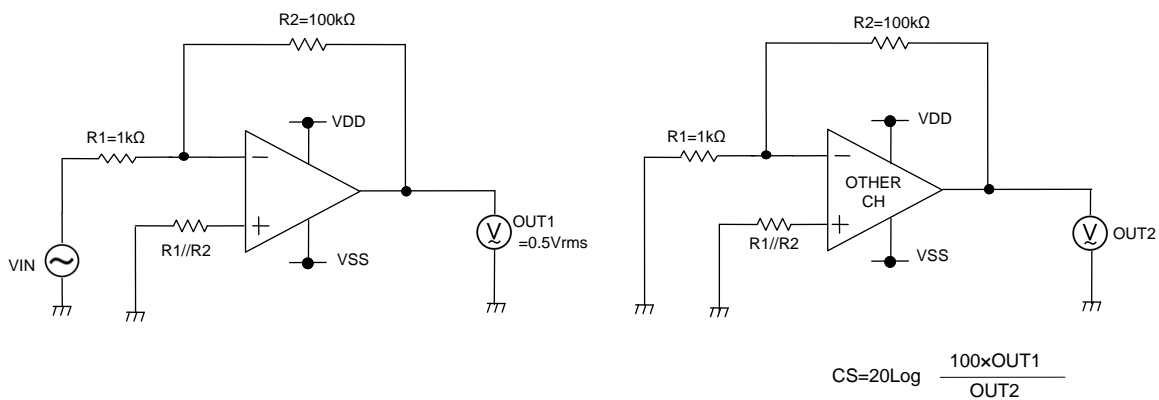 R2=100kΩ
R1=1kΩ
VDD
−
+
R1//R2
VSS
VIN
V
OUT1
=0.5Vrms
R2=100kΩ
R1=1kΩ
VDD
−
OTHER
CH
+
R1//R2
VSS
V
OUT2
CS=20Log 100×OUT1
OUT2